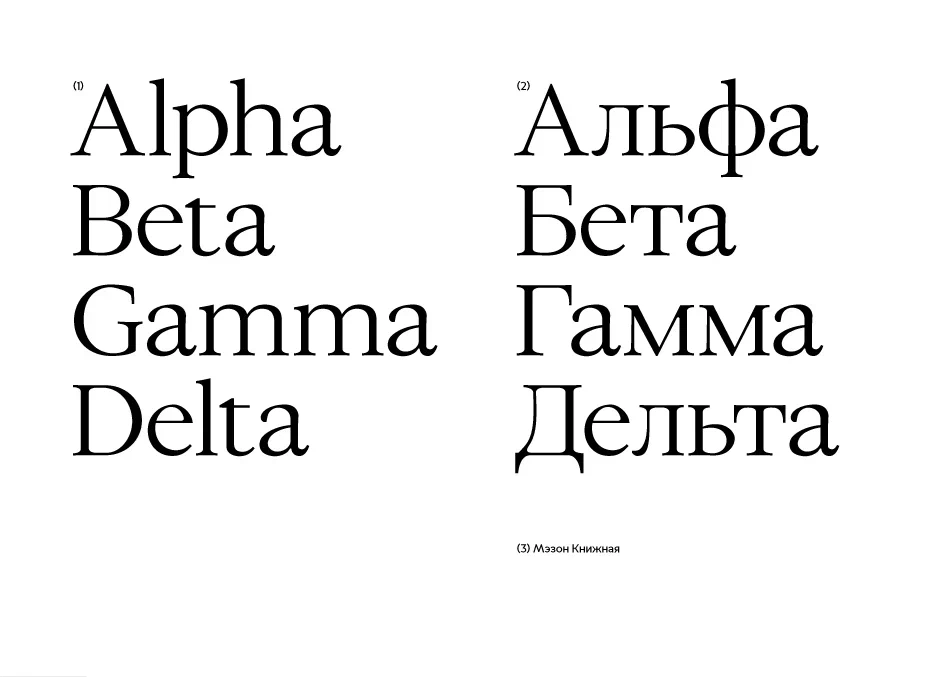 (1) Alpha
Beta
Gamma
Delta
(2) Альфа
Бета
Гамма
Дельта
(3) Мэзон Книжная